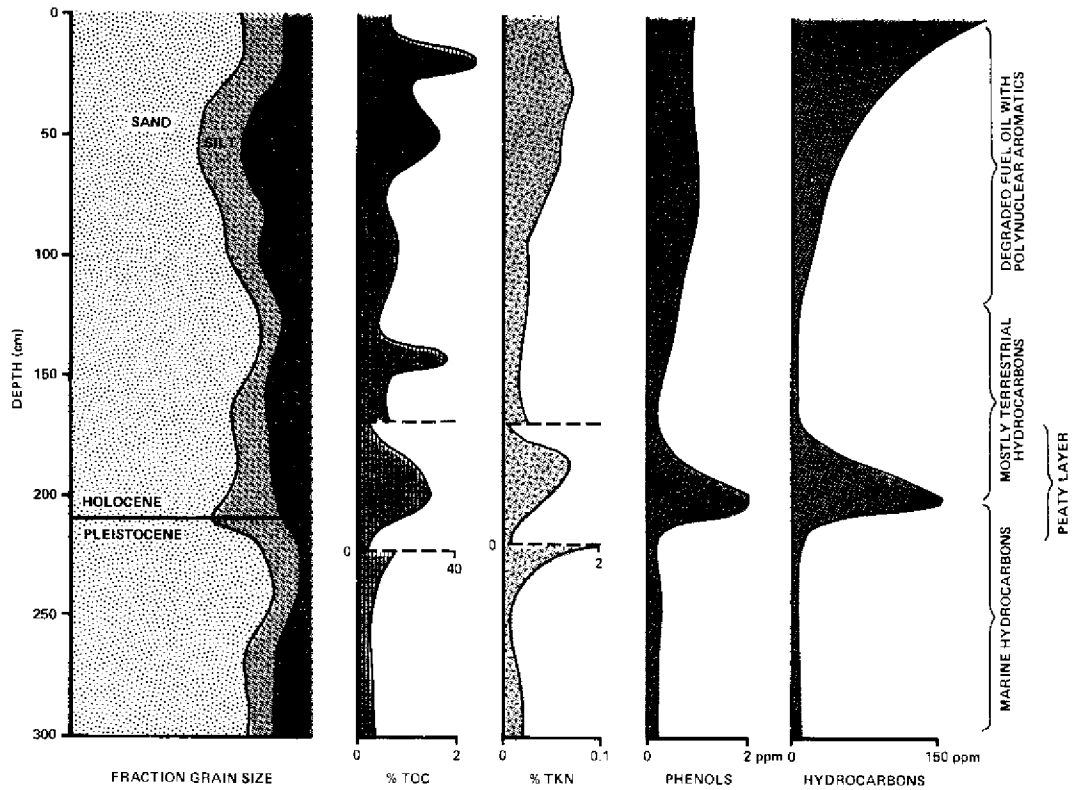 0
50
100
150
200
250
300
DEPTH (cm)
SAND
SILT
HOLOCENE
PLEISTOCENE
FRACTION GRAIN SIZE
0
40
0
2
% TOC
0
2
0
0.1
% TKN
0
2 ppm
PHENOLS
0
150 ppm
HYDROCARBONS
DEGRADED FUEL OIL WITH
POLYNUCLEAR AROMATICS
MOSTLY TERRESTRIAL
HYDROCARBONS
PEATY LAYER
MARINE HYDROCARBONS